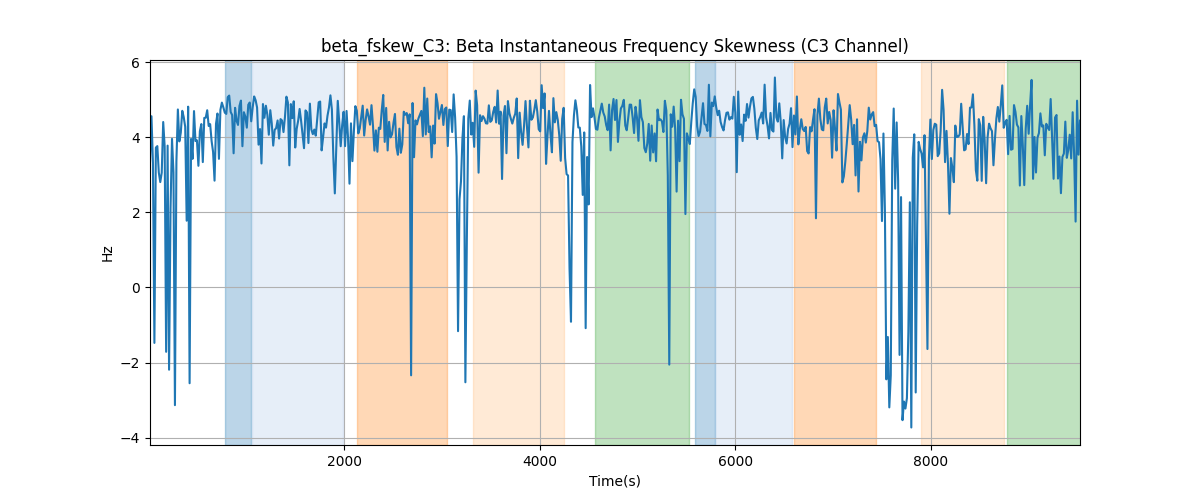 beta_fskew_C3: Beta Instantaneous Frequency Skewness (C3 Channel)
6
4
2
0
−2
−4
Hz
2000 4000 6000 8000
Time(s)